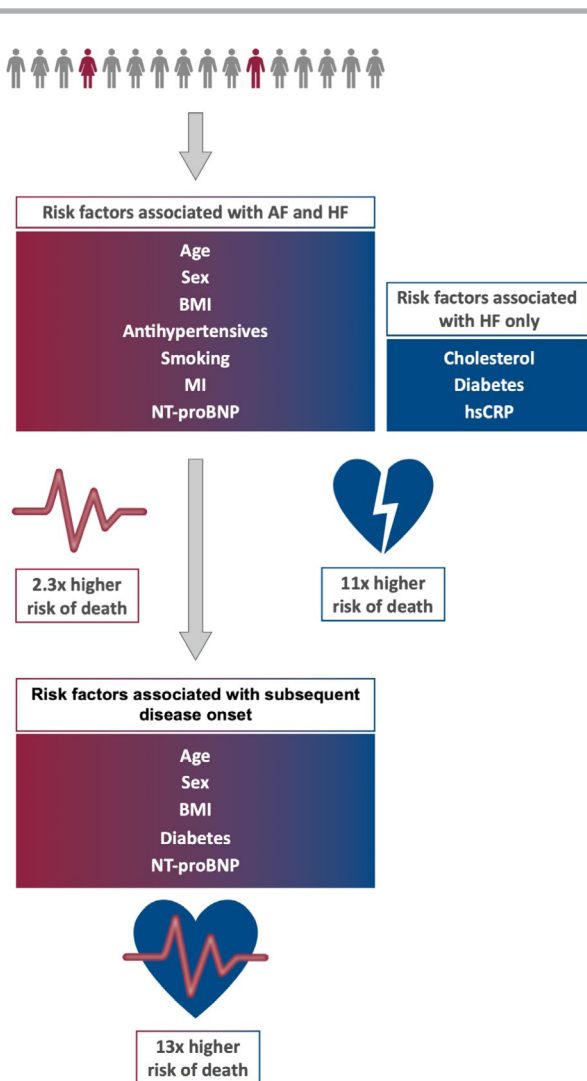 Risk factors associated with AF and HF
Age
Sex
BMI
Antihypertensives
Smoking
MI
NT-proBNP
Risk factors associated
with HF only
Cholesterol
Diabetes
hsCRP
2.3x higher
risk of death
11x higher
risk of death
Risk factors associated with subsequent
disease onset
Age
Sex
BMI
Diabetes
NT-proBNP
13x higher
risk of death